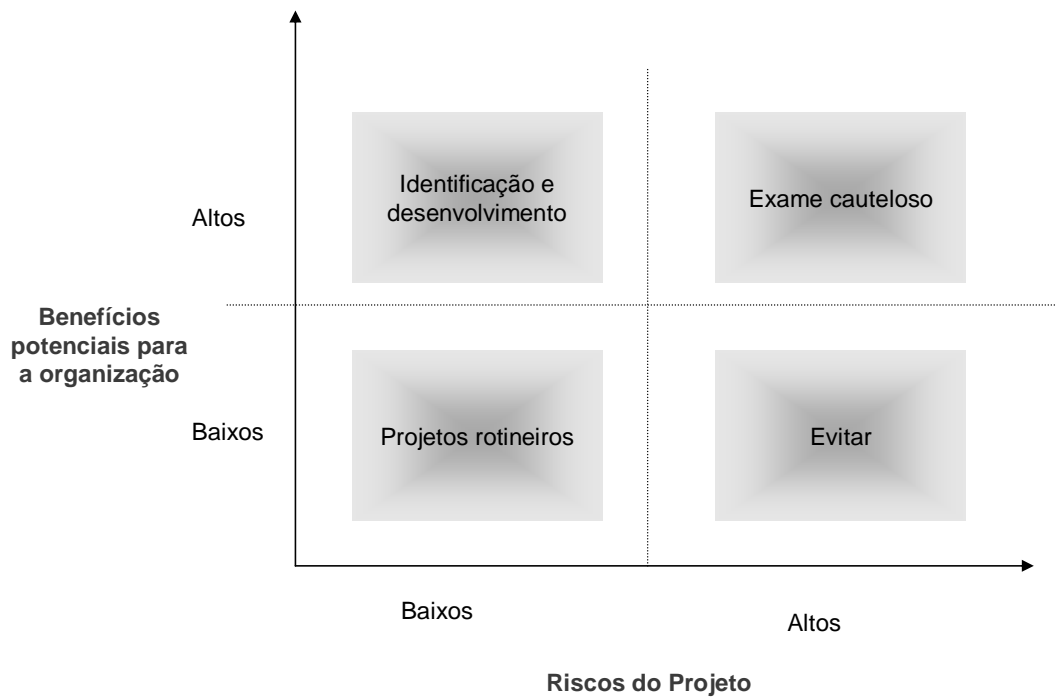 Identificação e
desenvolvimento
Exame cauteloso
Altos
Benefícios
potenciais para
a organização
Baixos
Projetos rotineiros
Evitar
Baixos
Altos
Riscos do Projeto